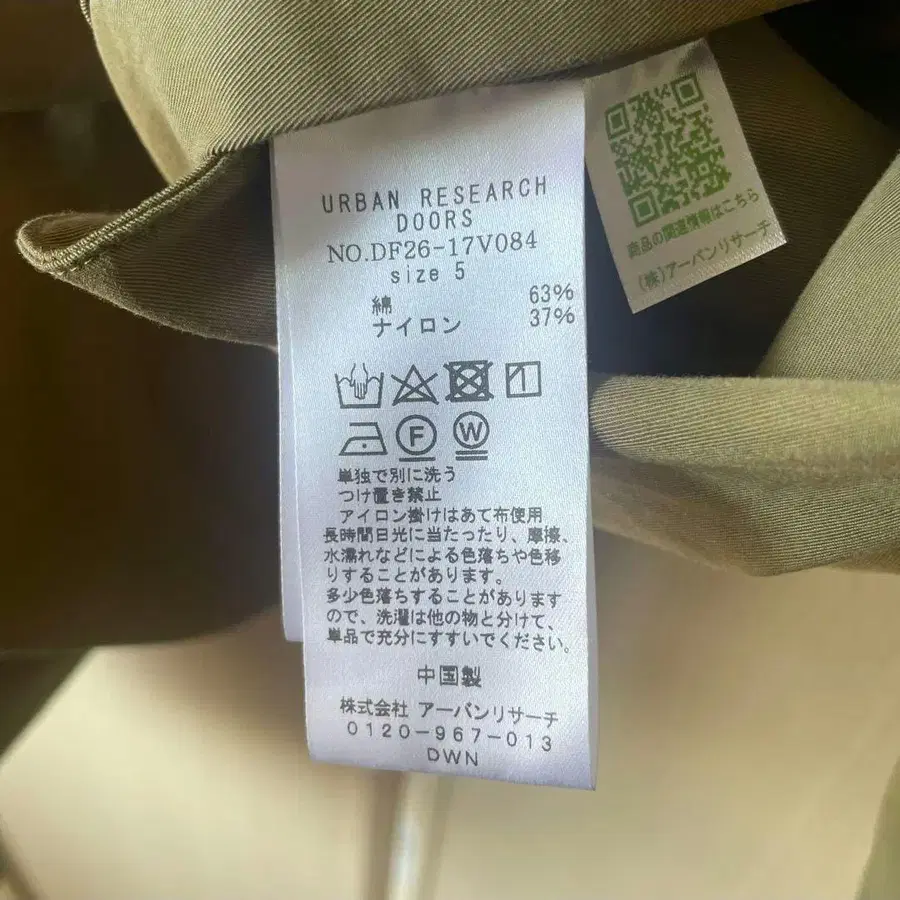 URBAN RESEARCH
DOORS
NO.DF26-17V084
size 5
綿 63%
ナイロン 37%
F
W
単独で別に洗う
つけ置き禁止
アイロン掛けはあて布使用
長時間日光に当たったり、摩擦、
水濡れなどによる色落ちや色移
りすることがあります。
多少色落ちすることがあります
ので、洗濯は他の物と分けて、
単品で充分にすすいでください。
中国製
株式会社 アーバンリサーチ
0120-967-013
DWN
商品の関連情報はこちら
(株)アーバンリサーチ